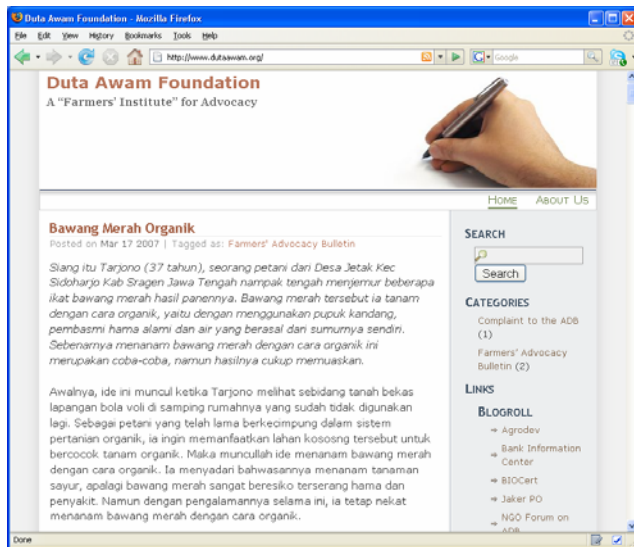 Duta Awam Foundation - Mozilla Firefox
File Edit View History Bookmarks Tools Help
http://www.dutaawam.org/
Google
Duta Awam Foundation
A "Farmers' Institute" for Advocacy
Home About Us
Bawang Merah Organik
Posted on Mar 17 2007 | Tagged as: Farmers' Advocacy Bulletin
Siang itu Tarjono (37 tahun), seorang petani dari Desa Jetak Kec
Sidoharjo Kab Sragen Jawa Tengah nampak tengah menjemur beberapa
ikat bawang merah hasil panennya. Bawang merah tersebut ia tanam
dengan cara organik, yaitu dengan menggunakan pupuk kandang,
pembasmi hama alami dan air yang berasal dari sumurnya sendiri.
Sebenarnya menanam bawang merah dengan cara organik ini
merupakan coba-coba, namun hasilnya cukup memuaskan.
Awalnya, ide ini muncul ketika Tarjono melihat sebidang tanah bekas
lapangan bola voli di samping rumahnya yang sudah tidak digunakan
lagi. Sebagai petani yang telah lama berkecimpung dalam sistem
pertanian organik, ia ingin memanfaatkan lahan kososng tersebut untuk
bercocok tanam organik. Maka muncullah ide menanam bawang merah
dengan cara organik. Ia menyadari bahwasannya menanam tanaman
sayur, apalagi bawang merah sangat beresiko terserang hama dan
penyakit. Namun dengan pengalamannya selama ini, ia tetap nekat
menanam bawang merah dengan cara organik.
Search
Search
Categories
Complaint to the ADB
(1)
Farmers' Advocacy
Bulletin (2)
Links
Blogroll
Agrodev
Bank Information
Center
BIOCert
Jaker PO
NGO Forum on
ADB
Done